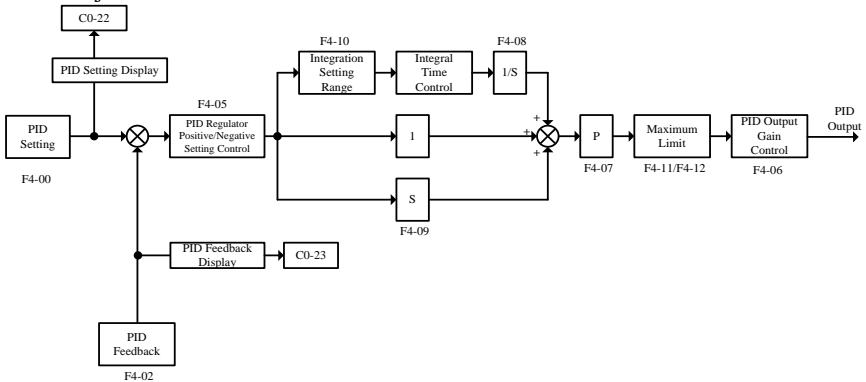 C0-22
PID Setting Display
F4-10
F4-08
Integration
Setting
Range
Integral
Time
Control
1/S
F4-05
PID
Setting
PID Regulator
Positive/Negative
Setting Control
1
+
+
+
P
Maximum
Limit
PID Output
Gain
Control
PID
Output
F4-00
F4-07
F4-11/F4-12
F4-06
S
F4-09
PID Feedback
Display
C0-23
PID
Feedback
F4-02